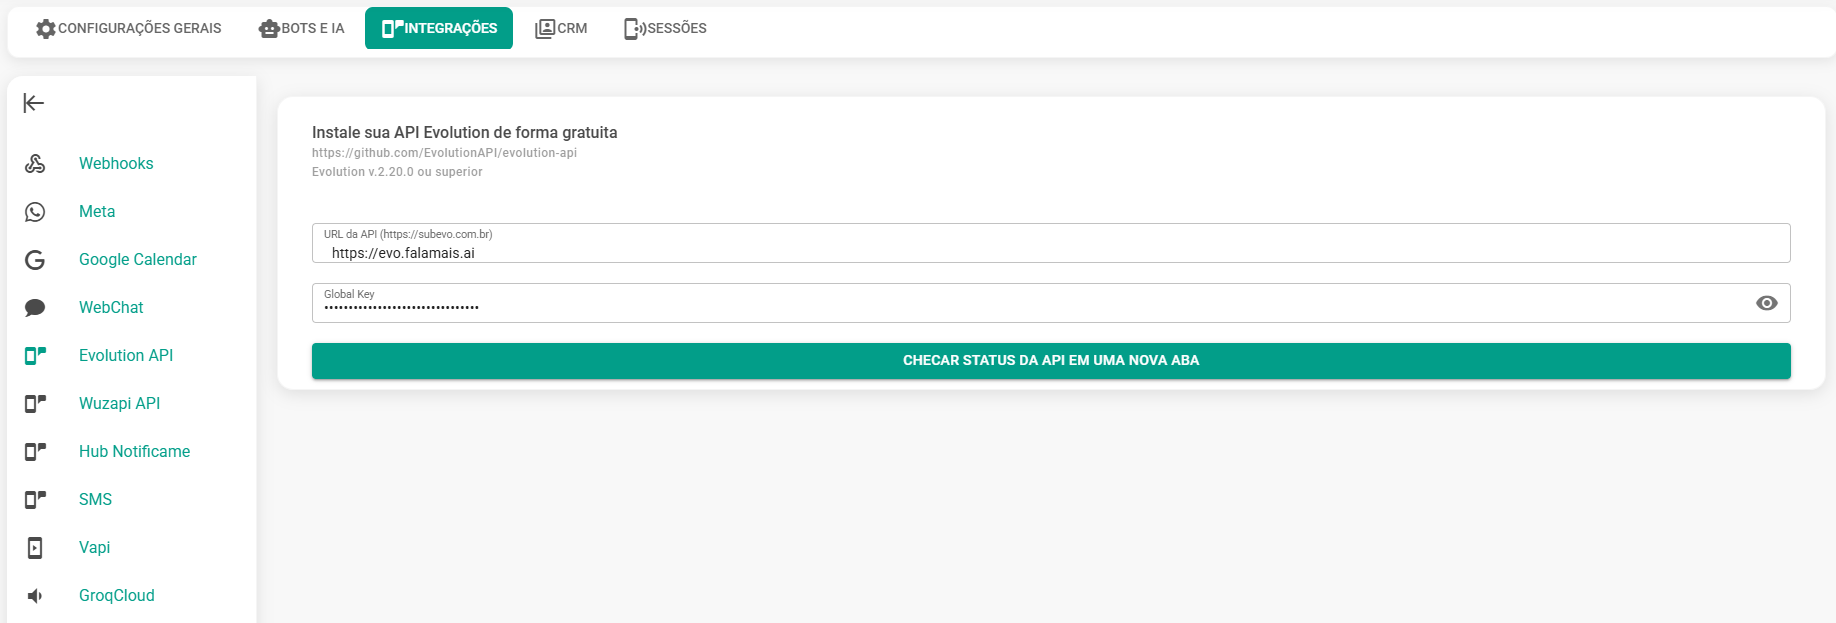 CONFIGURAÇÕES GERAIS
BOTS E IA
INTEGRAÇÕES
CRM
SESSÕES
Webhooks
Meta
Google Calendar
WebChat
Evolution API
Wuzapi API
Hub Notificame
SMS
Vapi
GroqCloud
Instale sua API Evolution de forma gratuita
https://github.com/EvolutionAPI/evolution-api
Evolution v.2.20.0 ou superior
URL da API (https://subevo.com.br)
https://evo.falamais.ai
Global Key
••••••••••••••••••••••••••••••••
CHECAR STATUS DA API EM UMA NOVA ABA